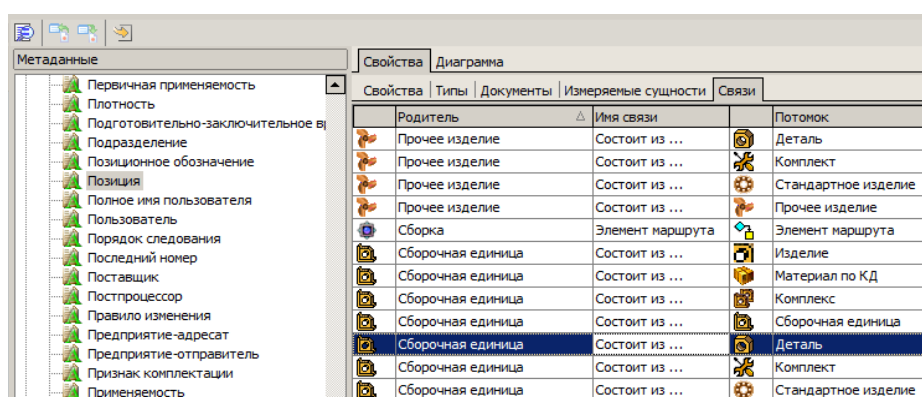 Метаданные
Первичная применяемость
Плотность
Подготовительно-заключительное
Подразделение
Позиционное обозначение
Позиция
Полное имя пользователя
Пользователь
Порядок следования
Последний номер
Поставщик
Постпроцессор
Правило изменения
Предприятие-адресат
Предприятие-отправитель
Признак комплектации
Применяемость
Свойства Диаграмма
Свойства Типы Документы Измеряемые сущности Связи
Родитель Имя связи Потомок
Прочее изделие Состоит из ... Деталь
Прочее изделие Состоит из ... Комплект
Прочее изделие Состоит из ... Стандартное изделие
Прочее изделие Состоит из ... Прочее изделие
Сборка Элемент маршрута Элемент маршрута
Сборочная единица Состоит из ... Изделие
Сборочная единица Состоит из ... Материал по КД
Сборочная единица Состоит из ... Комплекс
Сборочная единица Состоит из ... Сборочная единица
Сборочная единица Состоит из ... Деталь
Сборочная единица Состоит из ... Комплект
Сборочная единица Состоит из ... Стандартное изделие